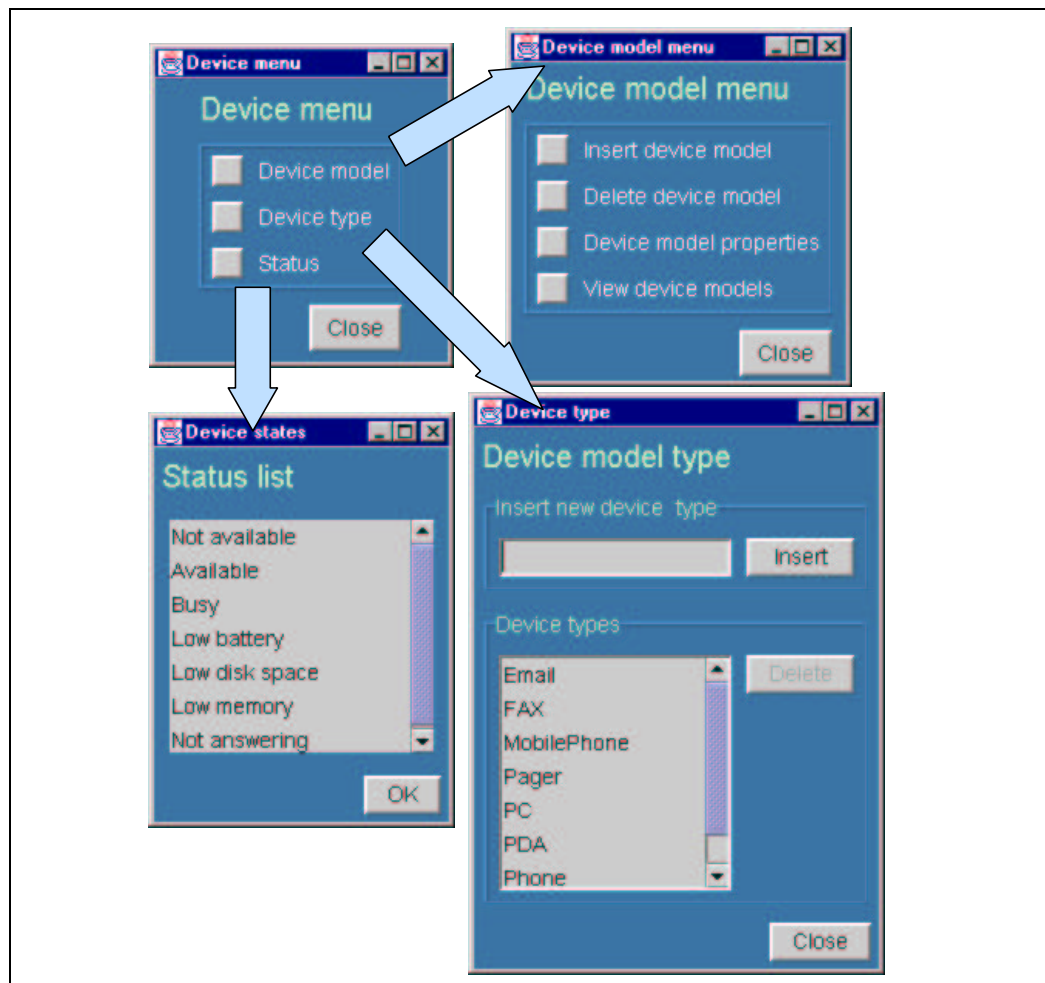 Device menu
Device menu
Device model
Device type
Status
Close
Device model menu
Device model menu
Insert device model
Delete device model
Device model properties
View device models
Close
Device states
Status list
Not available
Available
Busy
Low battery
Low disk space
Low memory
Not answering
OK
Device type
Device model type
Insert new device type
Insert
Device types
Email
FAX
MobilePhone
Pager
PC
PDA
Phone
Delete
Close